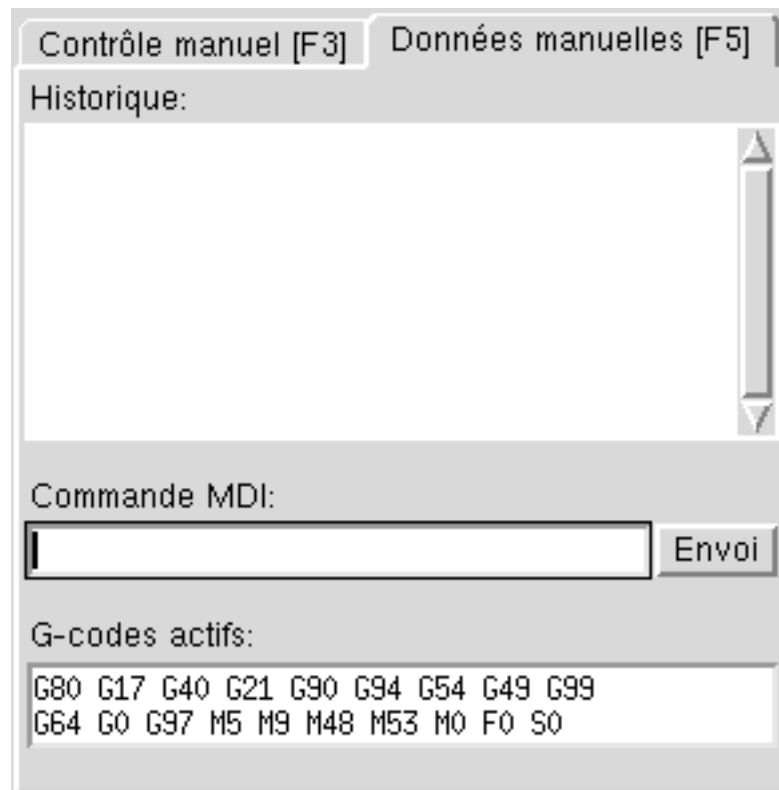 Contrôle manuel [F3] Données manuelles [F5]
Historique:
Commande MDI:
Envoi
G-codes actifs:
G80 G17 G40 G21 G90 G94 G54 G49 G99
G64 G0 G97 M5 M9 M48 M53 M0 F0 S0